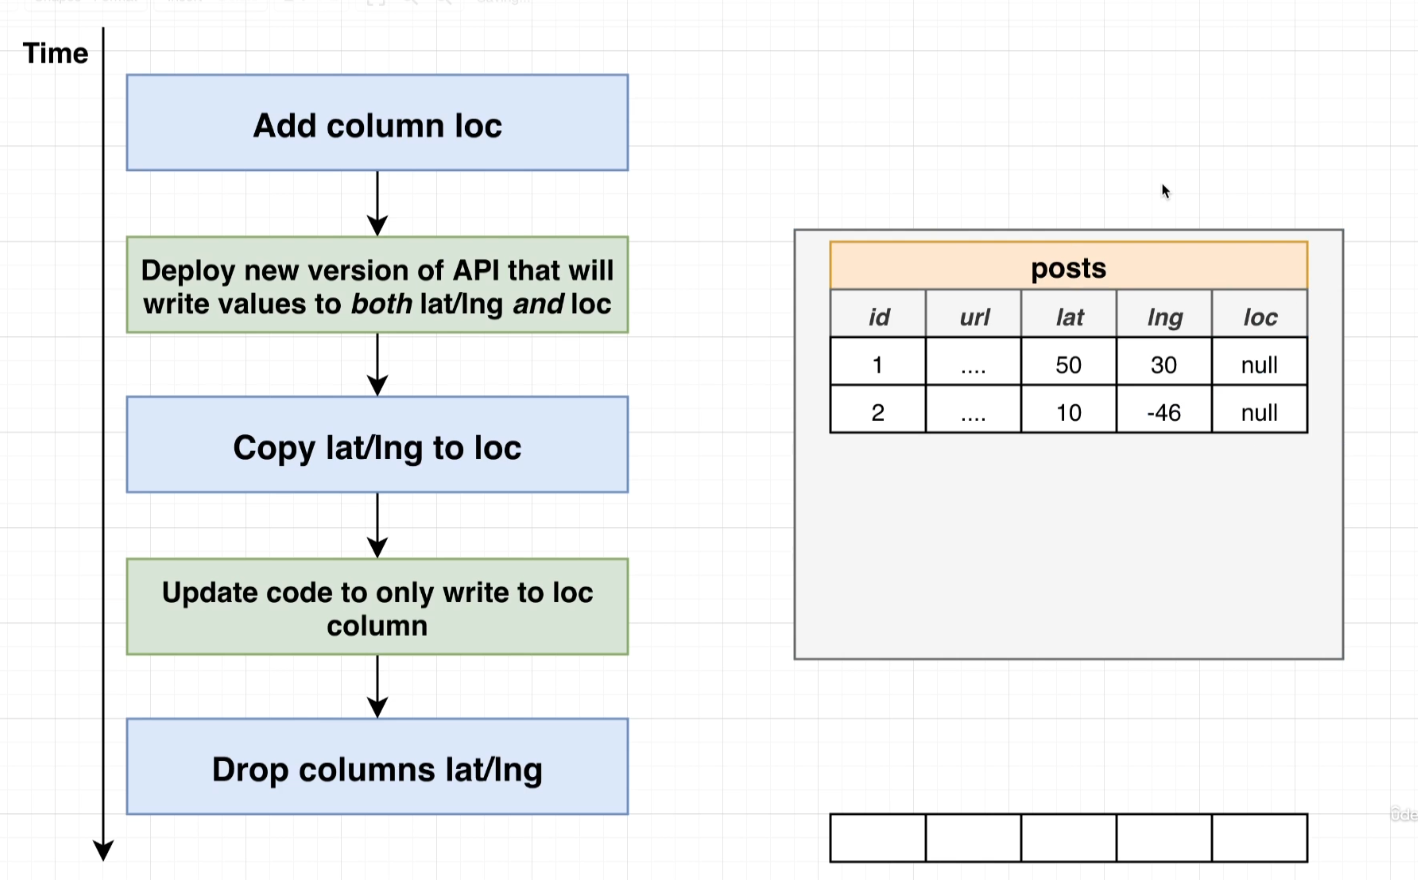 Time
Add column loc
Deploy new version of API that will
write values to both lat/lng and loc
Copy lat/lng to loc
Update code to only write to loc
column
Drop columns lat/lng
posts
id url lat lng loc
1 .... 50 30 null
2 .... 10 -46 null